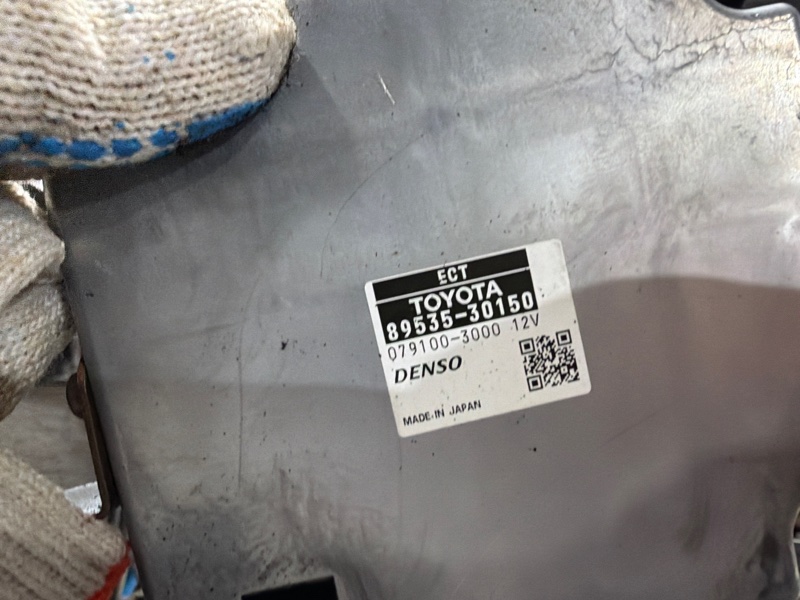 ECT
TOYOTA
89535-30150
079100-3000 12V
DENSO
MADE IN JAPAN